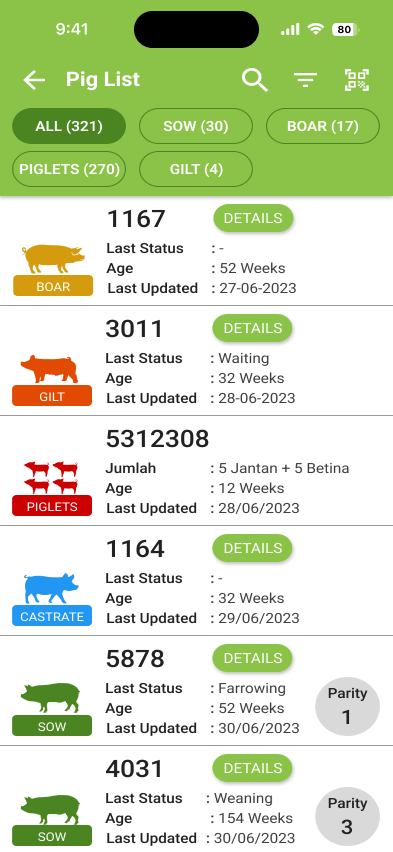 9:41
80
Pig List
ALL (321)
SOW (30)
BOAR (17)
PIGLETS (270)
GILT (4)
1167
DETAILS
Last Status : -
Age : 52 Weeks
Last Updated : 27-06-2023
BOAR
3011
DETAILS
Last Status : Waiting
Age : 32 Weeks
Last Updated : 28-06-2023
GILT
5312308
Jumlah : 5 Jantan + 5 Betina
Age : 12 Weeks
Last Updated : 28/06/2023
PIGLETS
1164
DETAILS
Last Status : -
Age : 32 Weeks
Last Updated : 29/06/2023
CASTRATE
5878
DETAILS
Last Status : Farrowing
Age : 52 Weeks
Last Updated : 30/06/2023
SOW
Parity
1
4031
DETAILS
Last Status : Weaning
Age : 154 Weeks
Last Updated : 30/06/2023
SOW
Parity
3